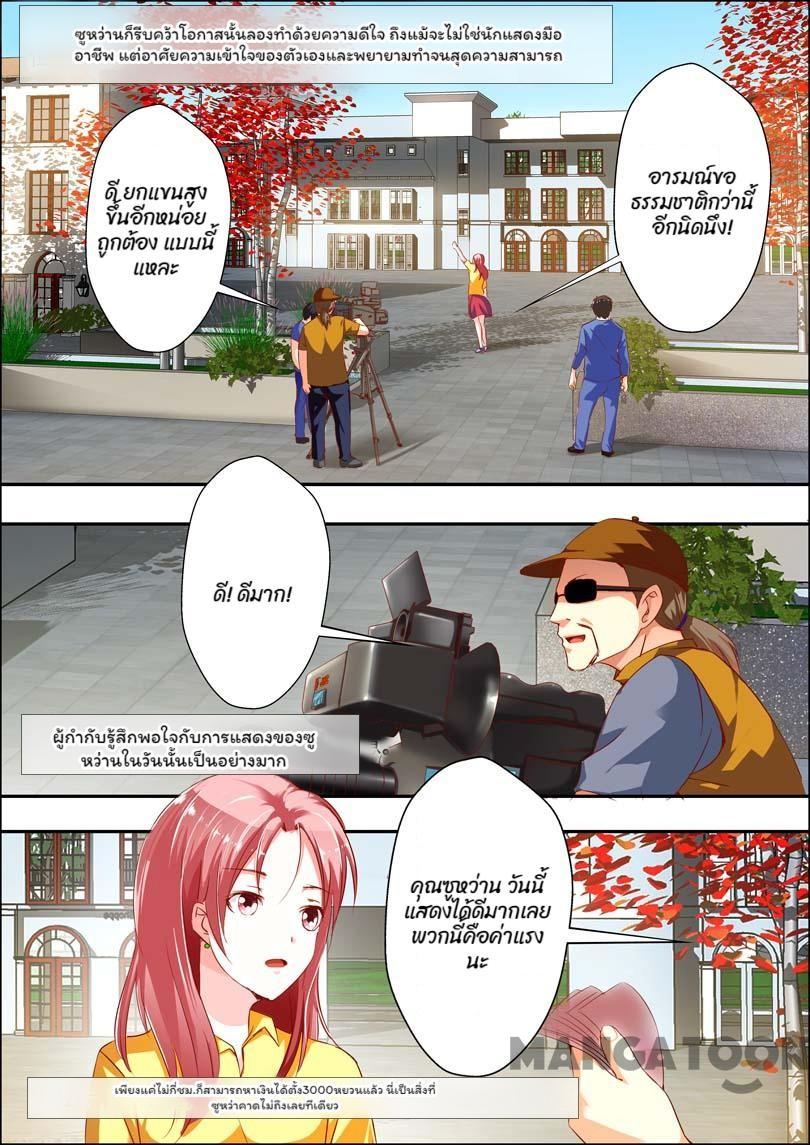 ซูหว่านก็รีบคว้าโอกาสนั้นลองทำด้วยความดีใจ ถึงแม้จะไม่ใช่นักแสดงมือ
อาชีพ แต่อาศัยความเข้าใจของตัวเองและพยายามทำจนสุดความสามารถ
ดี ยกแขนสูง
ขึ้นอีกหน่อย
ถูกต้อง แบบนี้
แหละ
อารมณ์ขอ
ธรรมชาติกว่านี้
อีกนิดนึง!
ดี! ดีมาก!
ผู้กำกับรู้สึกพอใจกับการแสดงของซู
หว่านในวันนั้นเป็นอย่างมาก
คุณซูหว่าน วันนี้
แสดงได้ดีมากเลย
พวกนี้คือค่าแรง
นะ
MANGATOON
เพียงแค่ไม่กี่ชม.ก็สามารถหาเงินได้ตั้ง3000หยวนแล้ว นี่เป็นสิ่งที่
ซูหว่าคาดไม่ถึงเลยทีเดียว